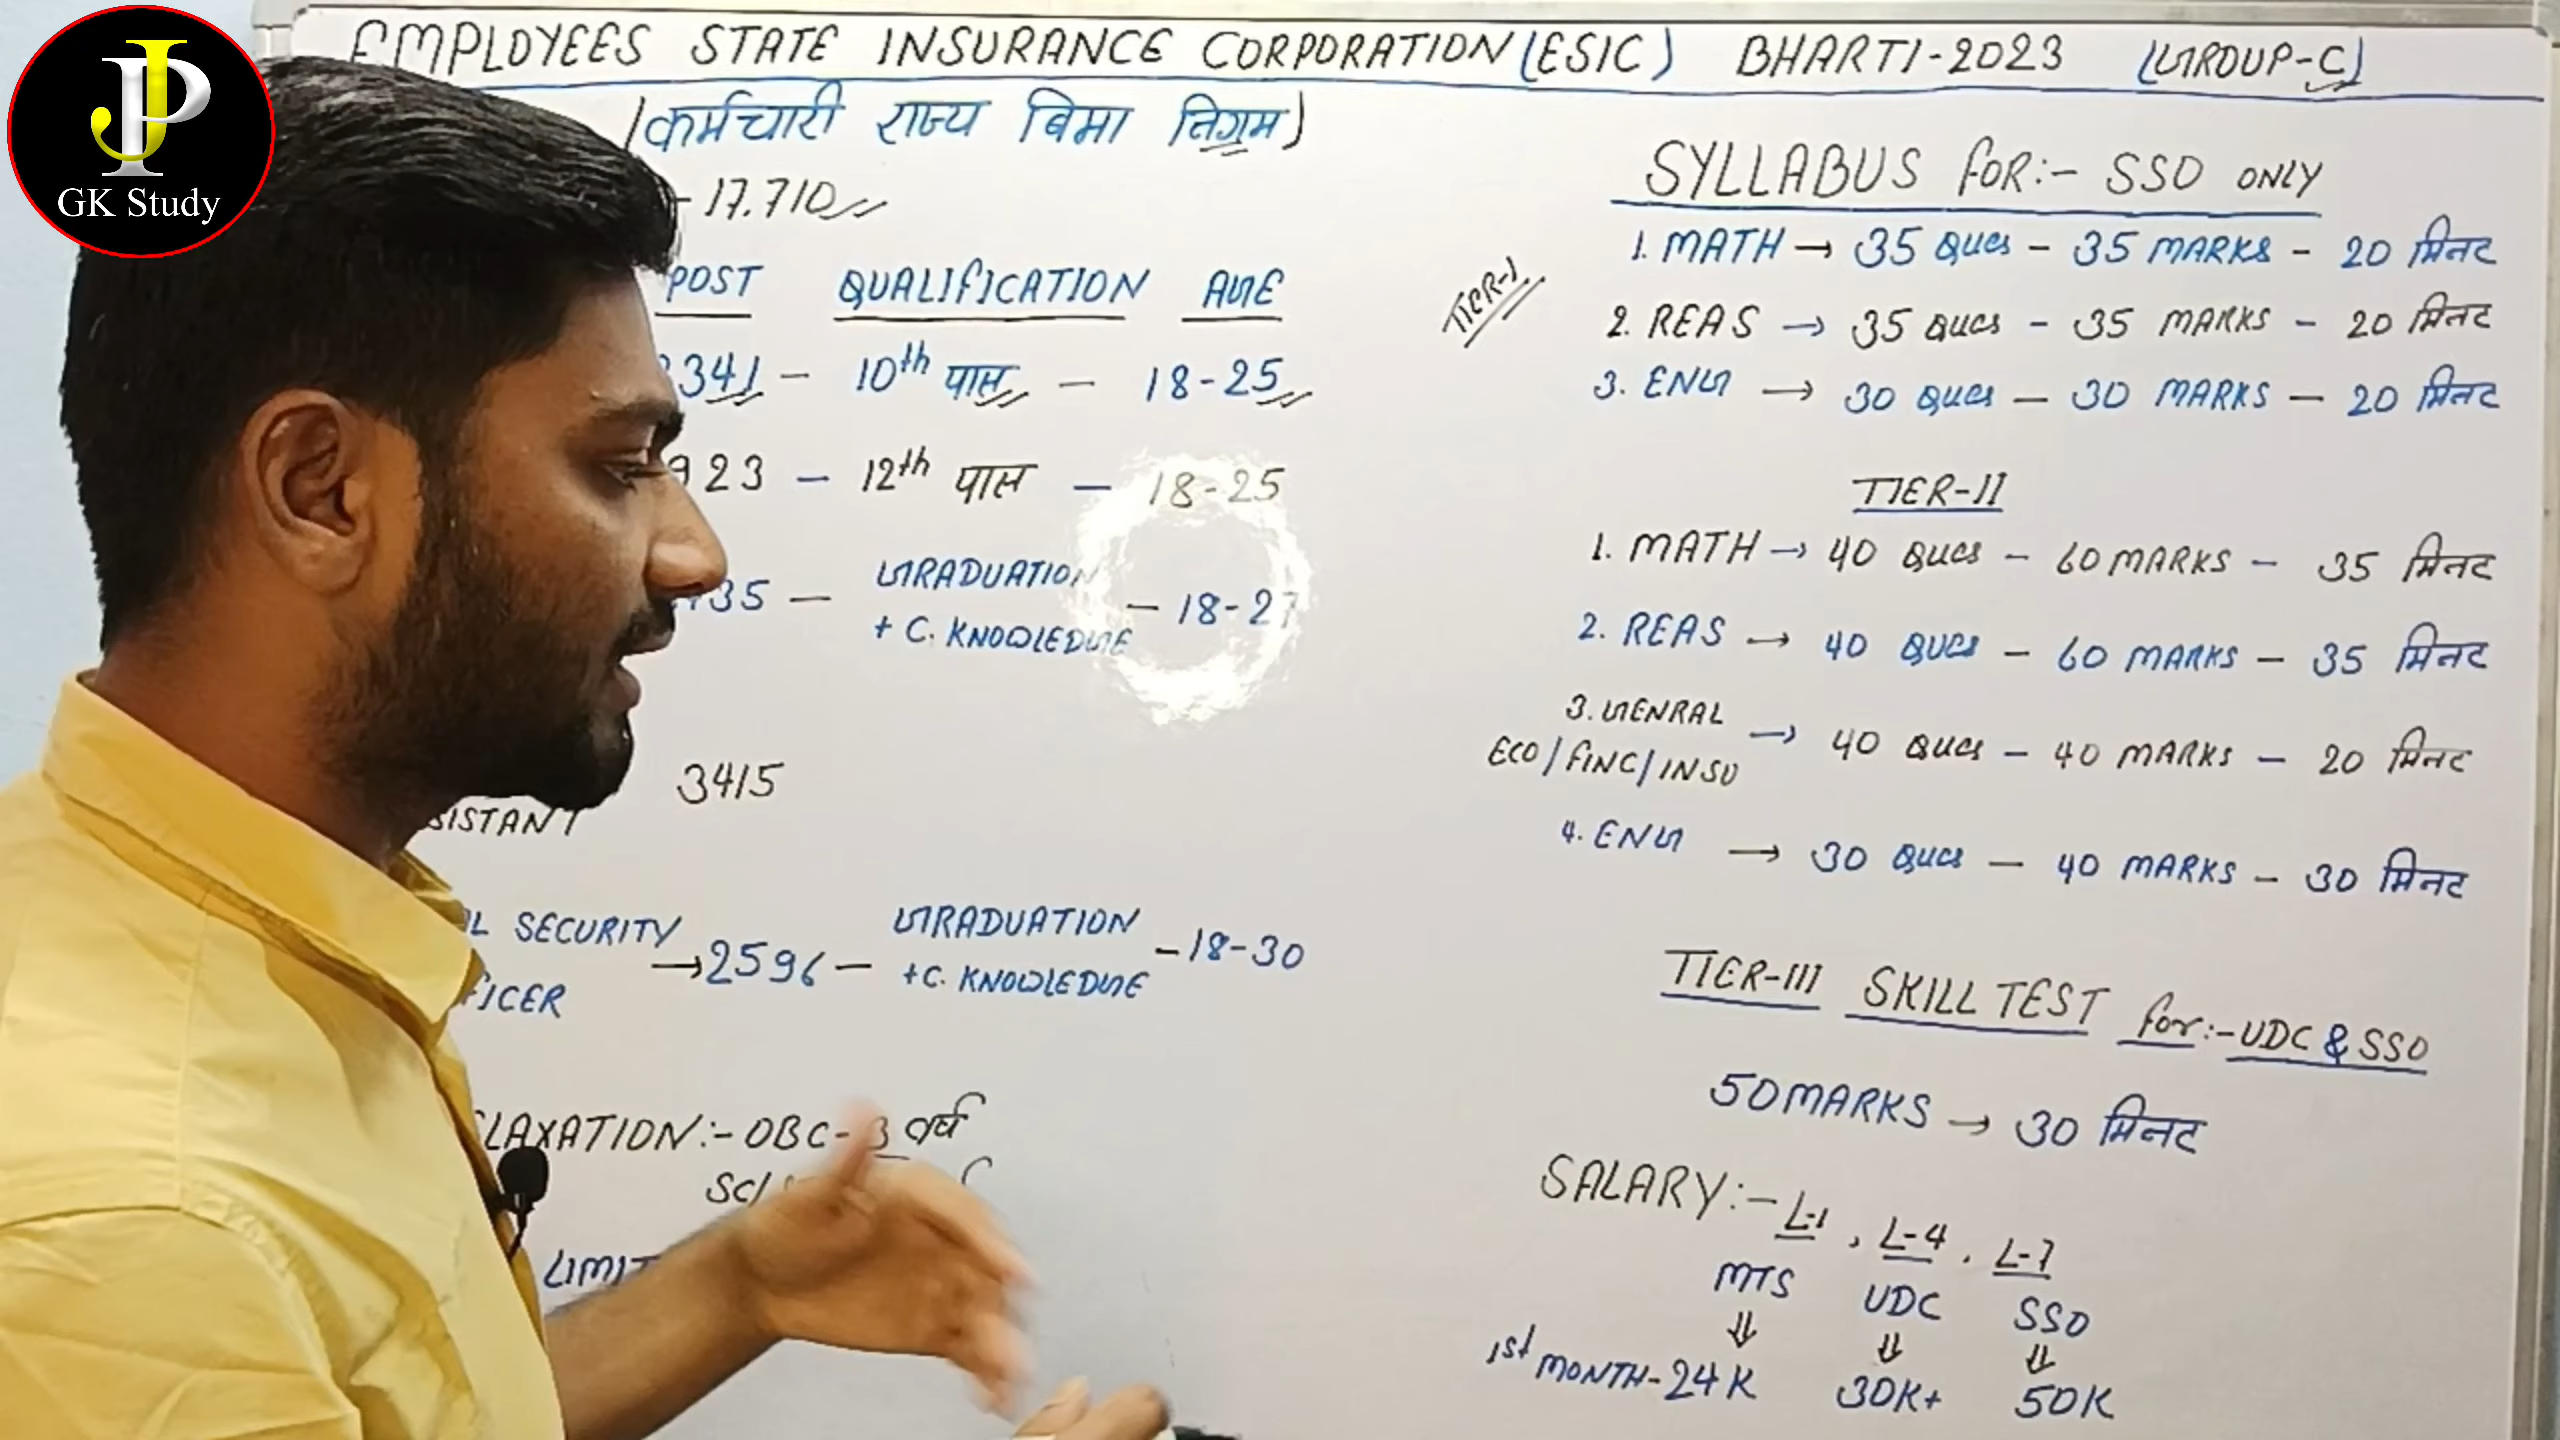 JP
GK Study
EMPLOYEES STATE INSURANCE CORPORATION (ESIC) BHARTI-2023 (GROUP-C)
(कर्मचारी राज्य बिमा निगम)
- 17.710
POST QUALIFICATION AGE
341 - 10th पास - 18-25
923 - 12th पास - 18-25
35 - GRADUATION + C. KNOWLEDGE - 18-27
SISTANT 3415
L SECURITY FICER → 2596 - GRADUATION + C. KNOWLEDGE - 18-30
LAXATION:- OBC- 3 वर्ष
SC/
LIMIT
SYLLABUS FOR:- SSO ONLY
TIER-1
1. MATH → 35 Ques - 35 MARKS - 20 मिनट
2. REAS → 35 Ques - 35 MARKS - 20 मिनट
3. ENG → 30 Ques - 30 MARKS - 20 मिनट
TIER-II
1. MATH → 40 Ques - 60 MARKS - 35 मिनट
2. REAS → 40 Ques - 60 MARKS - 35 मिनट
3. GENRAL
ECO/FINC/INSU → 40 Ques - 40 MARKS - 20 मिनट
4. ENG → 30 Ques - 40 MARKS - 30 मिनट
TIER-III SKILL TEST for:- UDC & SSO
50 MARKS → 30 मिनट
SALARY:- L-1, L-4, L-7
MTS UDC SSO
⇓ ⇓ ⇓
1st MONTH-24K 30K+ 50K